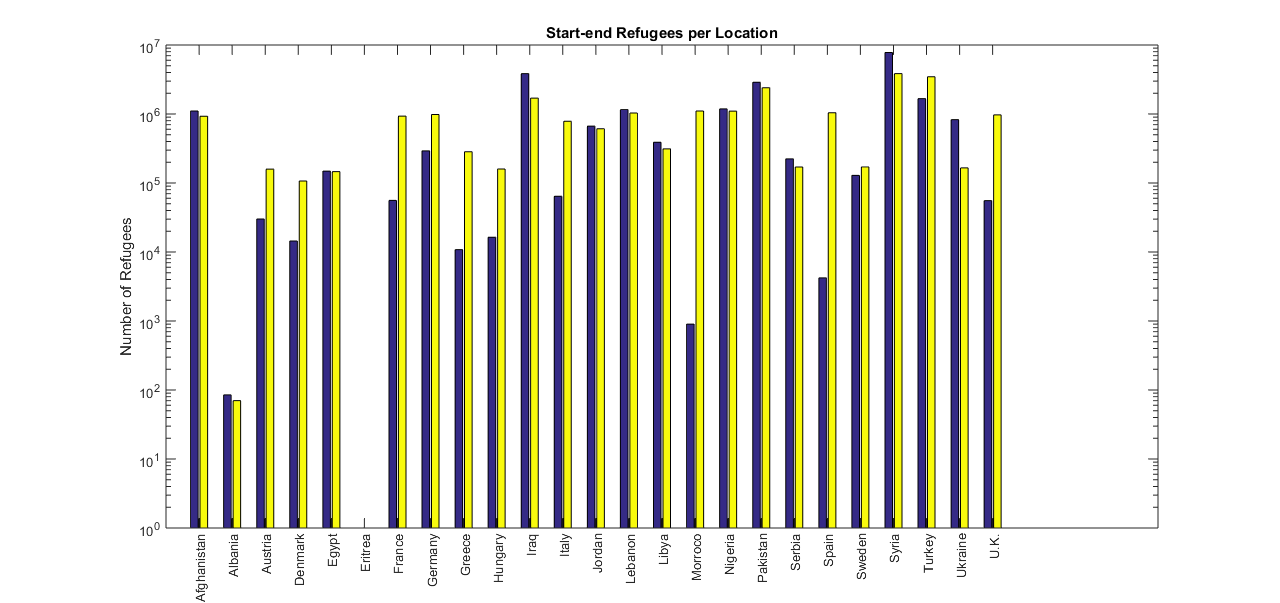 Start-end Refugees per Location
Number of Refugees
10^7
10^6
10^5
10^4
10^3
10^2
10^1
10^0
Afghanistan
Albania
Austria
Denmark
Egypt
Eritrea
France
Germany
Greece
Hungary
Iraq
Italy
Jordan
Lebanon
Libya
Morroco
Nigeria
Pakistan
Serbia
Spain
Sweden
Syria
Turkey
Ukraine
U.K.